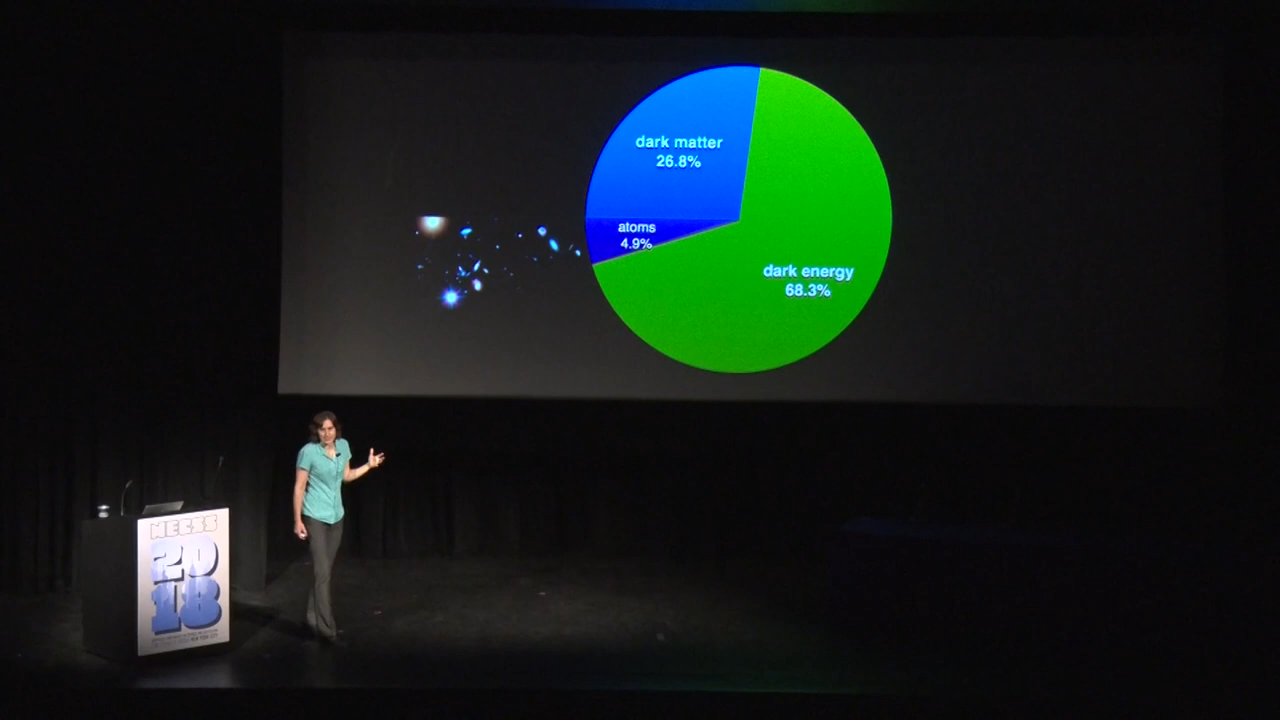 dark matter
26.8%
atoms
4.9%
dark energy
68.3%
NECSS
20
18